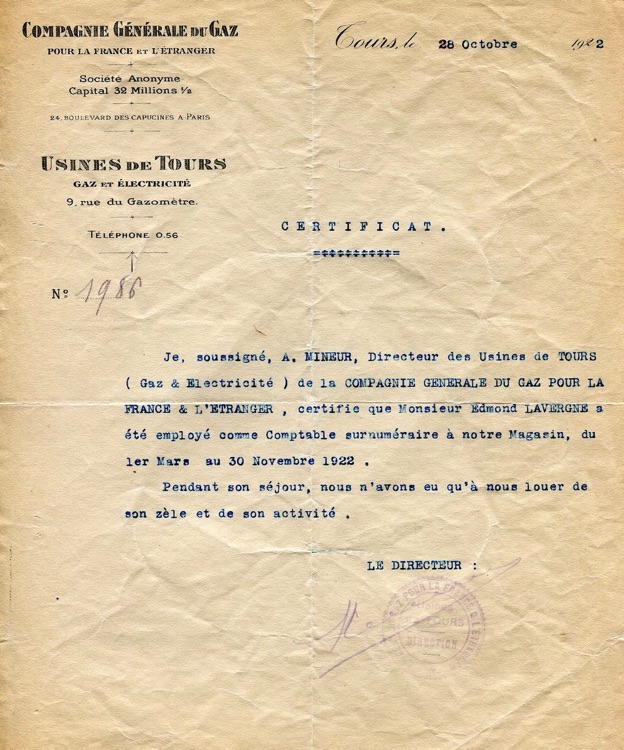 COMPAGNIE GÉNÉRALE DU GAZ
POUR LA FRANCE ET L'ÉTRANGER
Société Anonyme
Capital 32 Millions ½
24, BOULEVARD DES CAPUCINES A PARIS
USINES DE TOURS
GAZ ET ÉLECTRICITÉ
9, rue du Gazomètre.
TÉLÉPHONE 0.56
Nº 1986
Tours, le 28 Octobre 1922
CERTIFICAT.
Je, soussigné, A. MINEUR, Directeur des Usines de TOURS
( Gaz & Electricité ) de la COMPAGNIE GENERALE DU GAZ POUR LA
FRANCE & L'ETRANGER , certifie que Monsieur Edmond LAVERGNE a
été employé comme Comptable surnuméraire à notre Magasin, du
1er Mars au 30 Novembre 1922 .
Pendant son séjour, nous n'avons eu qu'à nous louer de
son zèle et de son activité .
LE DIRECTEUR :
POUR LA FRANCE & L'ÉTRANGER
TOURS
DIRECTION